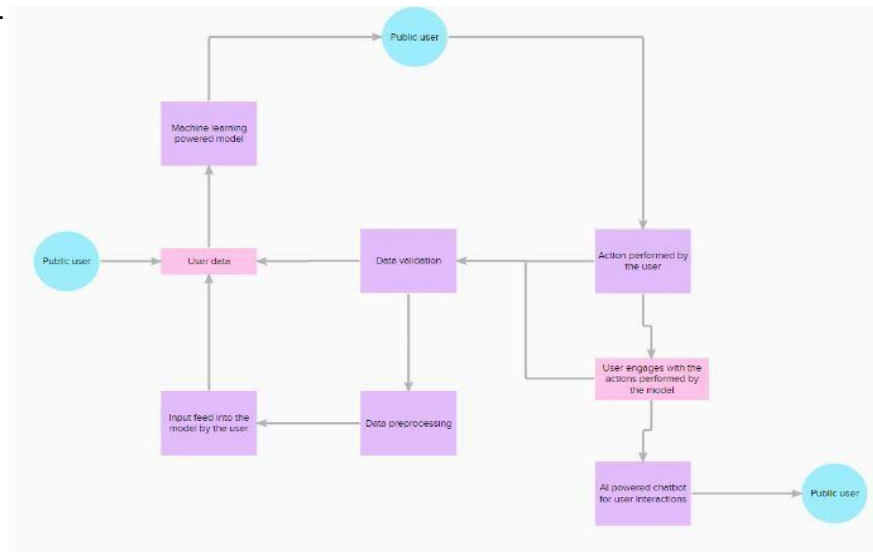 Public user
Machine learning
powered model
Public user
User data
Data validation
Action performed by
the user
User engages with the
actions performed by
the model
Input feed into the
model by the user
Data preprocessing
AI powered chatbot
for user interactions
Public user